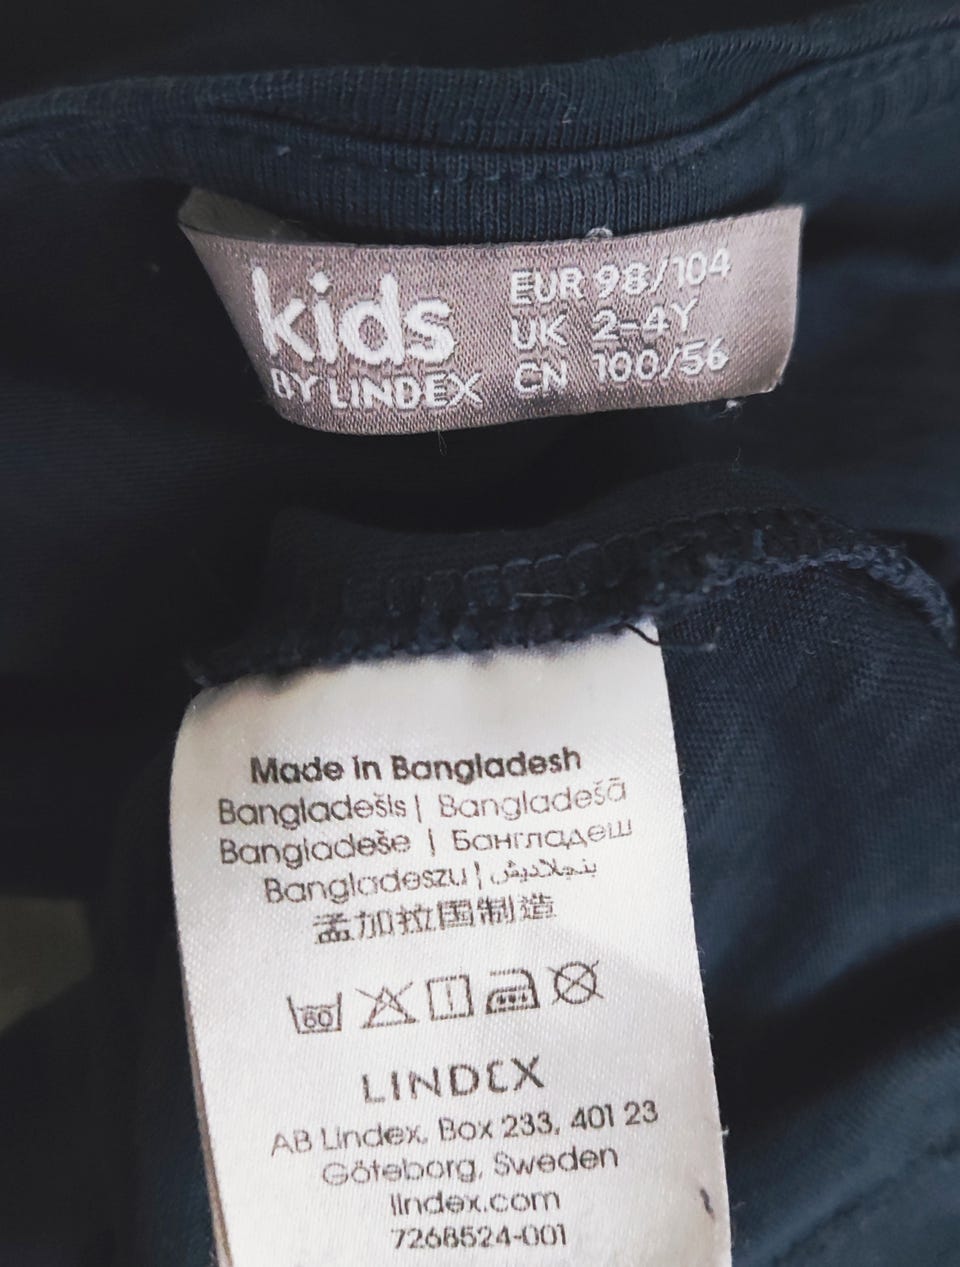 kids
BY LINDEX
EUR 98/104
UK 2-4Y
CN 100/56
Made in Bangladesh
Bangladešis | Bangladešā
Bangladeše | Бангладеш
Bangladeszu | بنجلاديش
孟加拉国制造
60
LINDEX
AB Lindex, Box 233, 401 23
Göteborg, Sweden
lindex.com
7268524-001